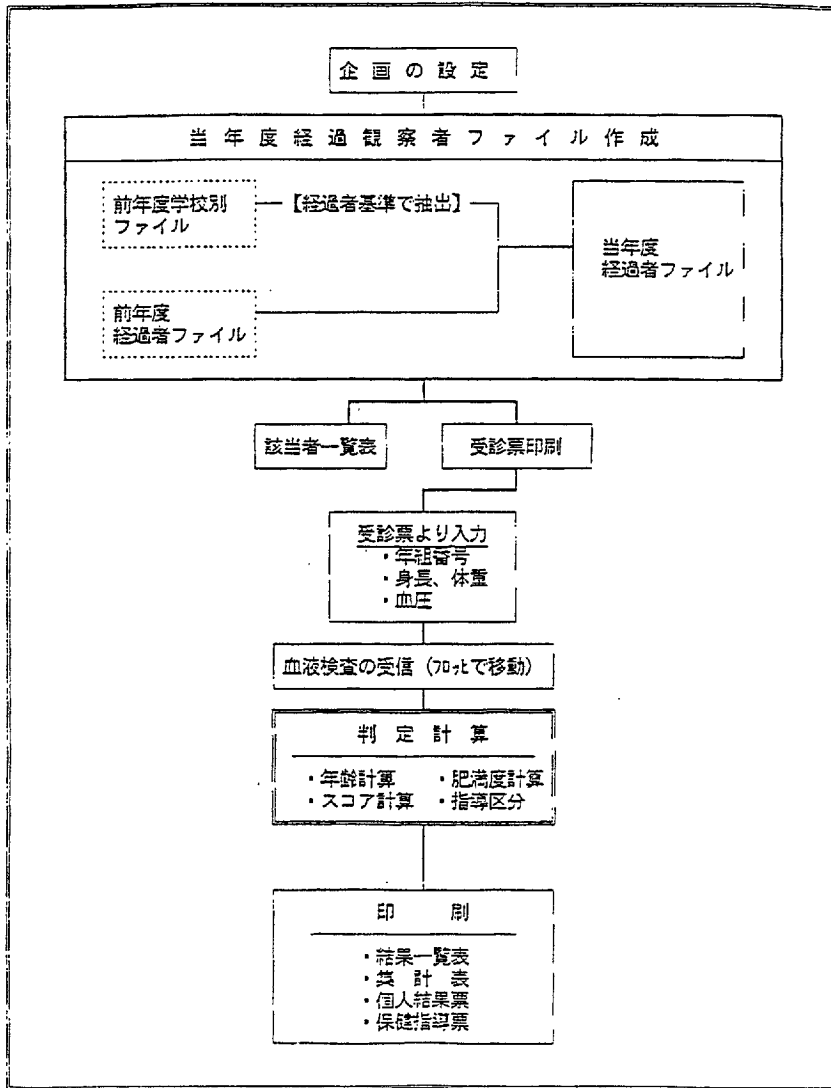 企画の設定
当年度経過観察者ファイル作成
前年度学校別
ファイル
【経過者基準で抽出】
当年度
経過者ファイル
前年度
経過者ファイル
該当者一覧表
受診票印刷
受診票より入力
・年組番号
・身長、体重
・血圧
血液検査の受信(ﾌﾛｯﾋﾟで移動)
判定計算
・年齢計算 ・肥満度計算
・スコア計算 ・指導区分
印刷
・結果一覧表
・集計表
・個人結果票
・保健指導票